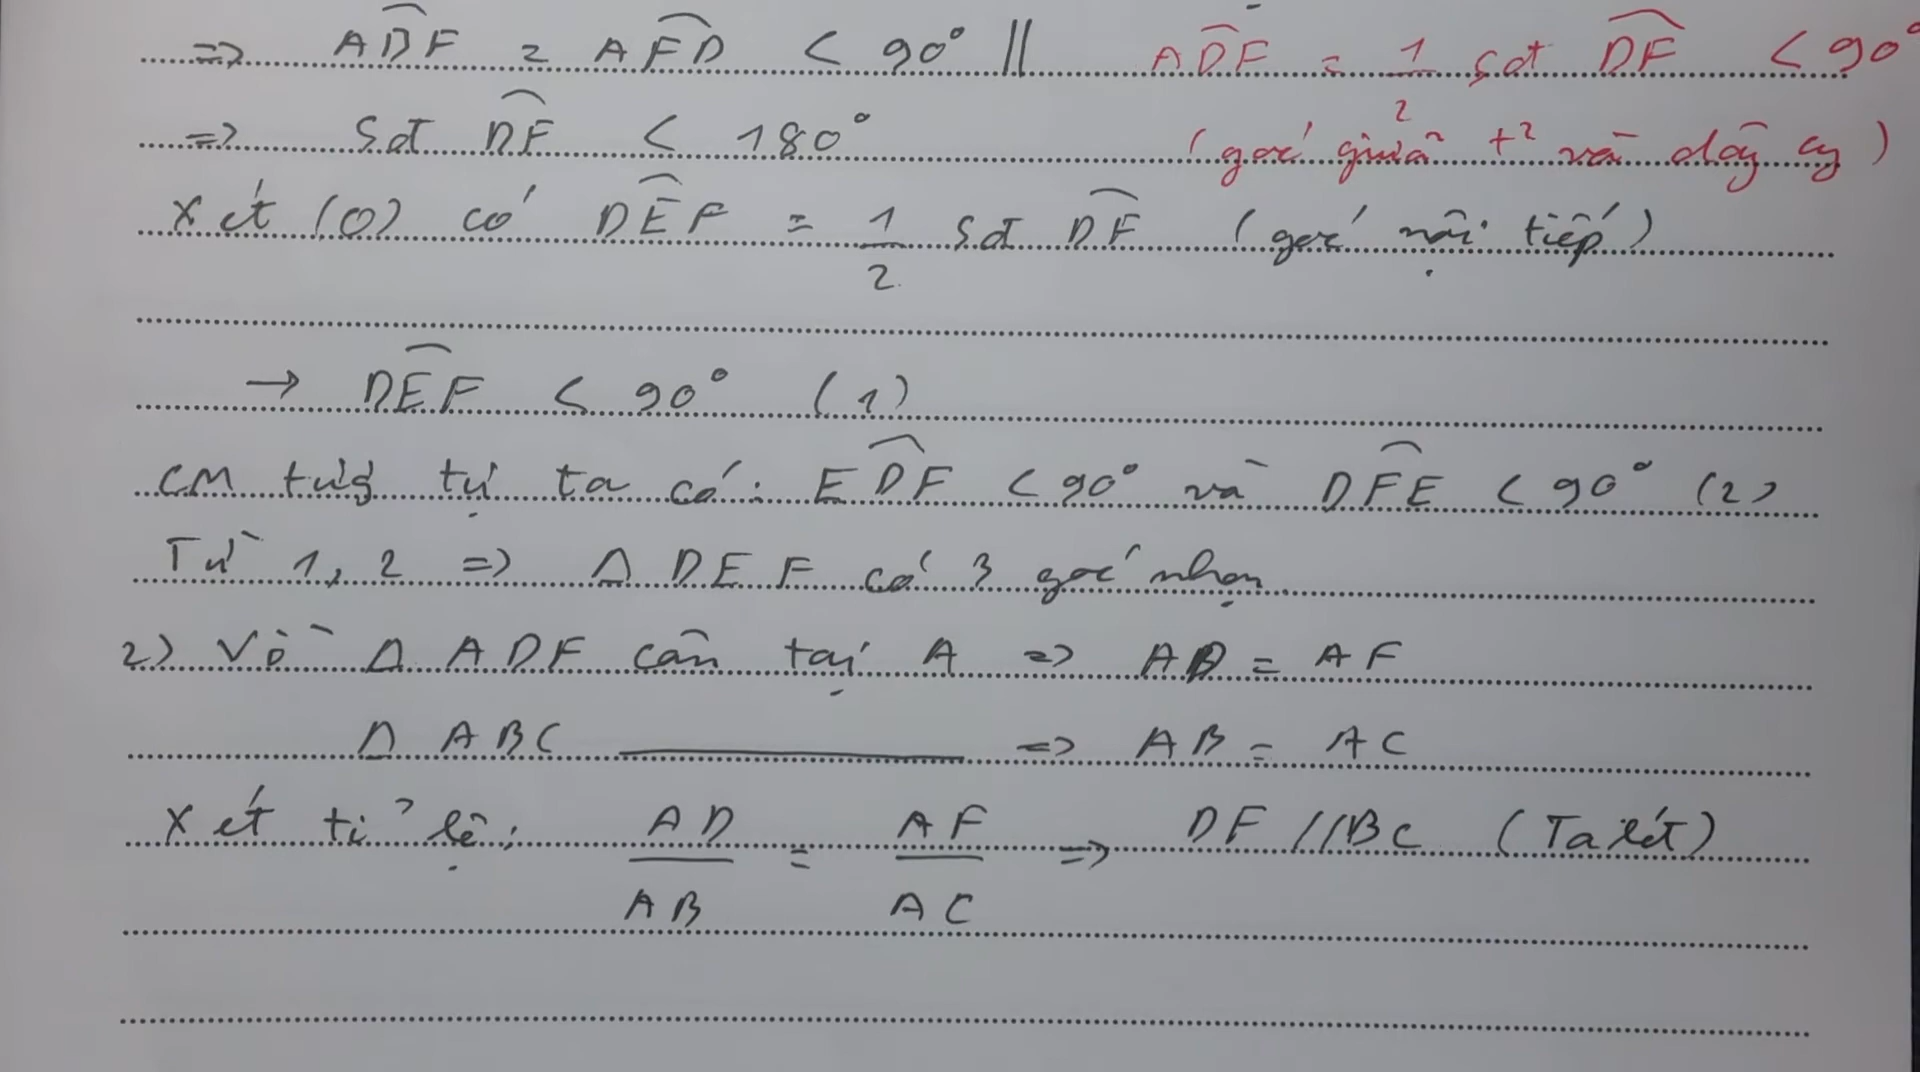 => ADF = AFD < 90° || ADF = 1/2 sđ DF < 90°
=> Sđ DF < 180° (góc giữa t² và dây cg)
Xét (O) có DEF = 1/2 Sđ DF (góc nội tiếp)
→ DEF < 90° (1)
CM tương tự ta có: EDF < 90° và DFE < 90° (2)
Từ 1, 2 => Δ DEF có 3 góc nhọn
2) Vì Δ ADF cân tại A => AD = AF
Δ ABC ———— => AB = AC
Xét tỉ lệ: AD/AB = AF/AC => DF // BC (Ta lét)